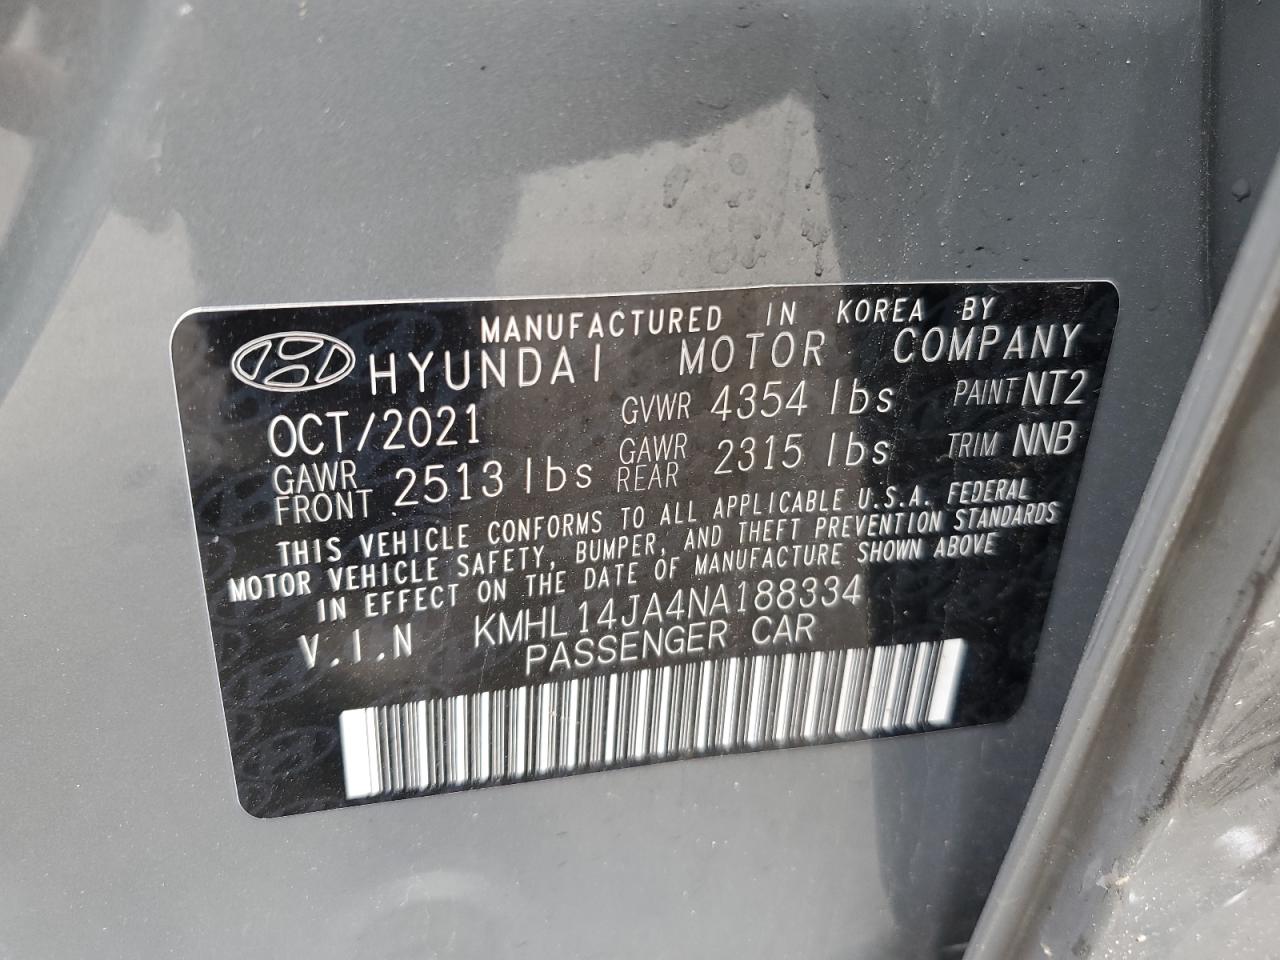 MANUFACTURED IN KOREA BY
HYUNDAI MOTOR COMPANY
OCT/2021 GVWR 4354 lbs PAINT NT2
GAWR FRONT 2513 lbs GAWR REAR 2315 lbs TRIM NNB
THIS VEHICLE CONFORMS TO ALL APPLICABLE U.S.A. FEDERAL
MOTOR VEHICLE SAFETY, BUMPER, AND THEFT PREVENTION STANDARDS
IN EFFECT ON THE DATE OF MANUFACTURE SHOWN ABOVE
V.I.N KMHL14JA4NA188334
PASSENGER CAR